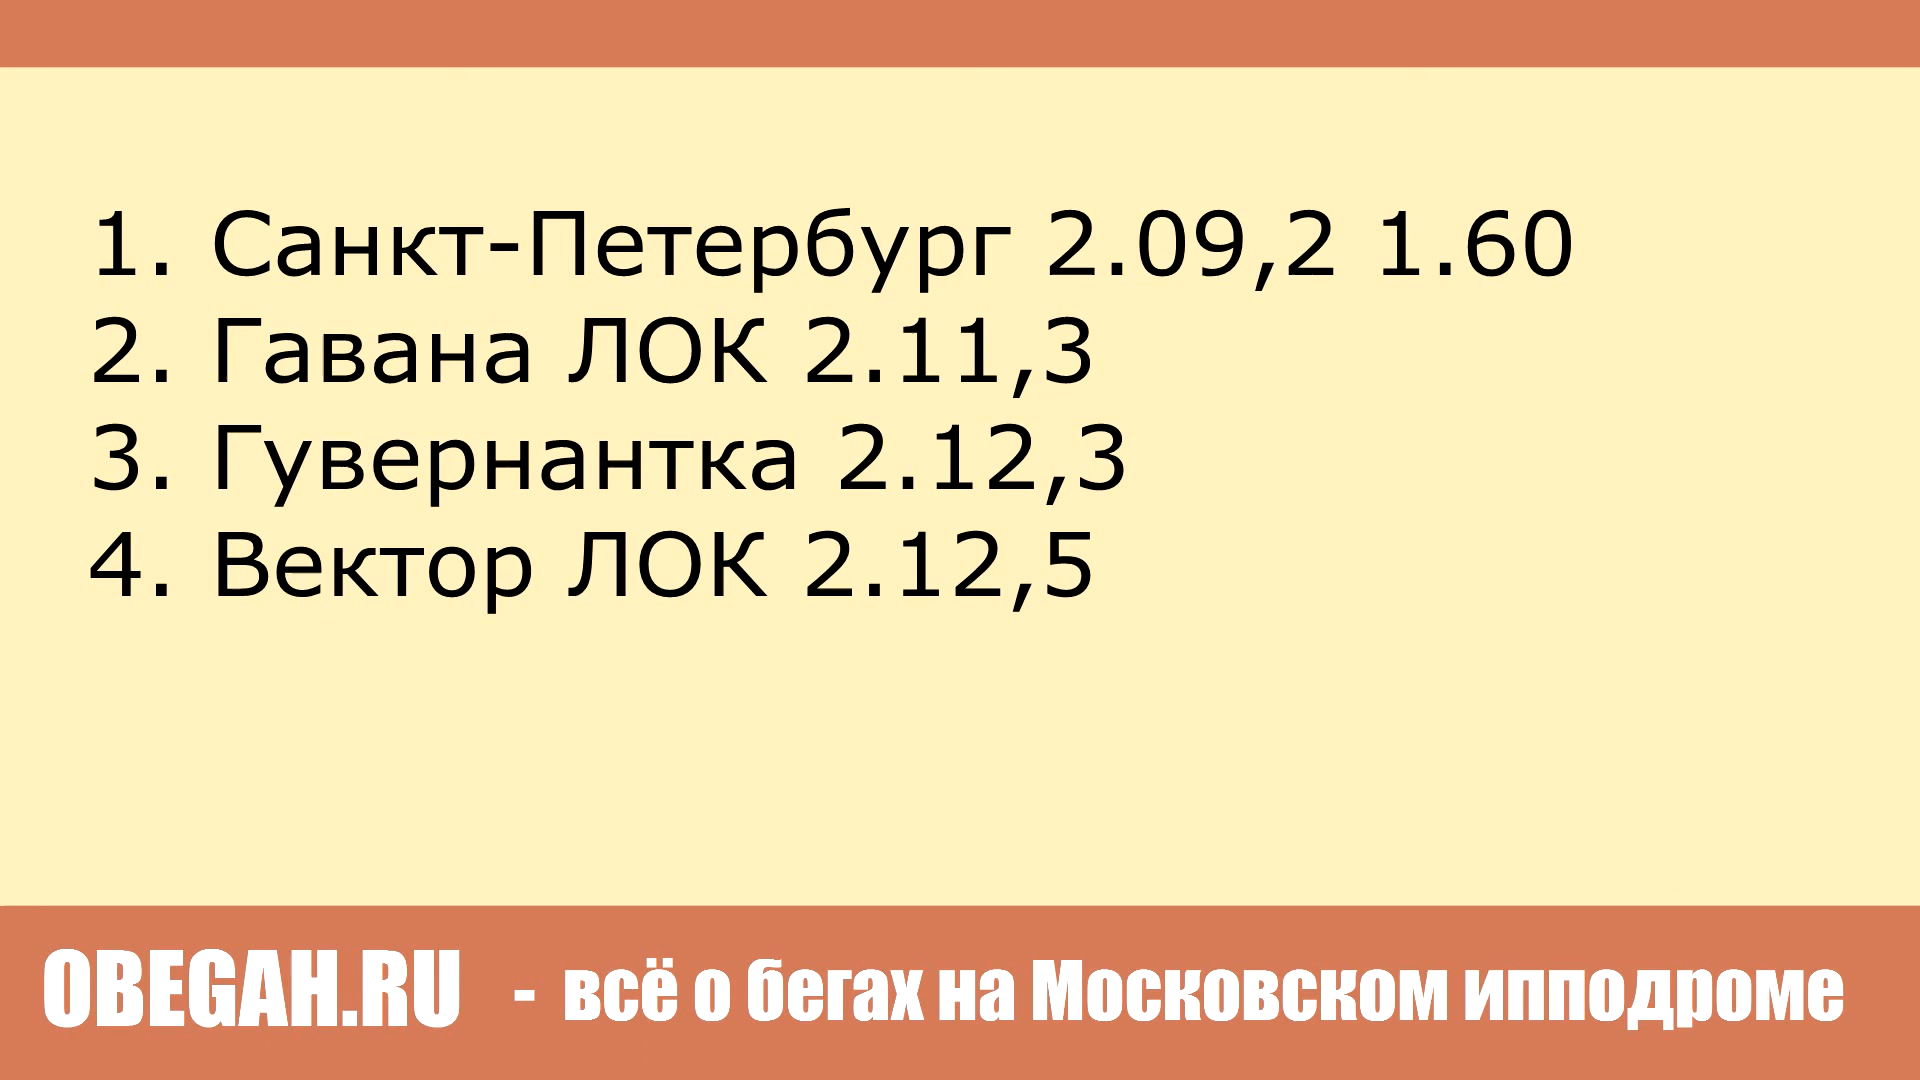 1. Санкт-Петербург 2.09,2 1.60
2. Гавана ЛОК 2.11,3
3. Гувернантка 2.12,3
4. Вектор ЛОК 2.12,5
OBEGAH.RU - всё о бегах на Московском ипподроме